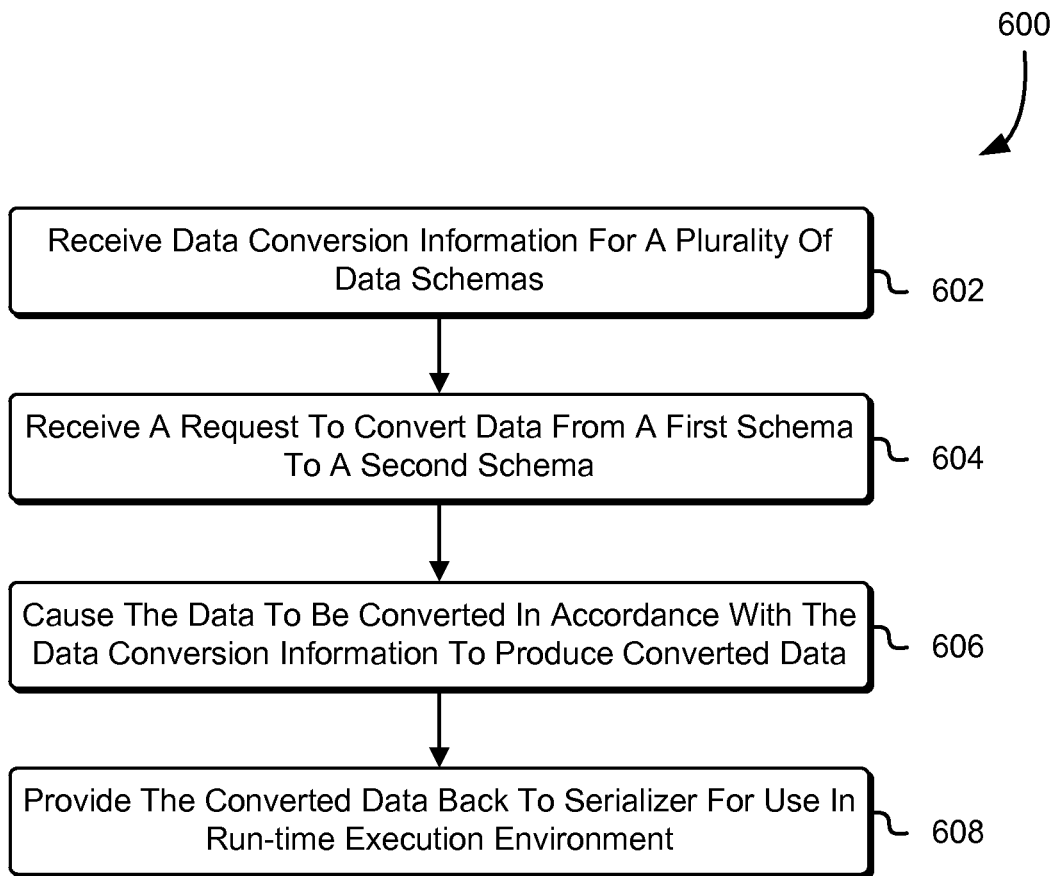 600
Receive Data Conversion Information For A Plurality Of
Data Schemas
602
Receive A Request To Convert Data From A First Schema
To A Second Schema
604
Cause The Data To Be Converted In Accordance With The
Data Conversion Information To Produce Converted Data
606
Provide The Converted Data Back To Serializer For Use In
Run-time Execution Environment
608